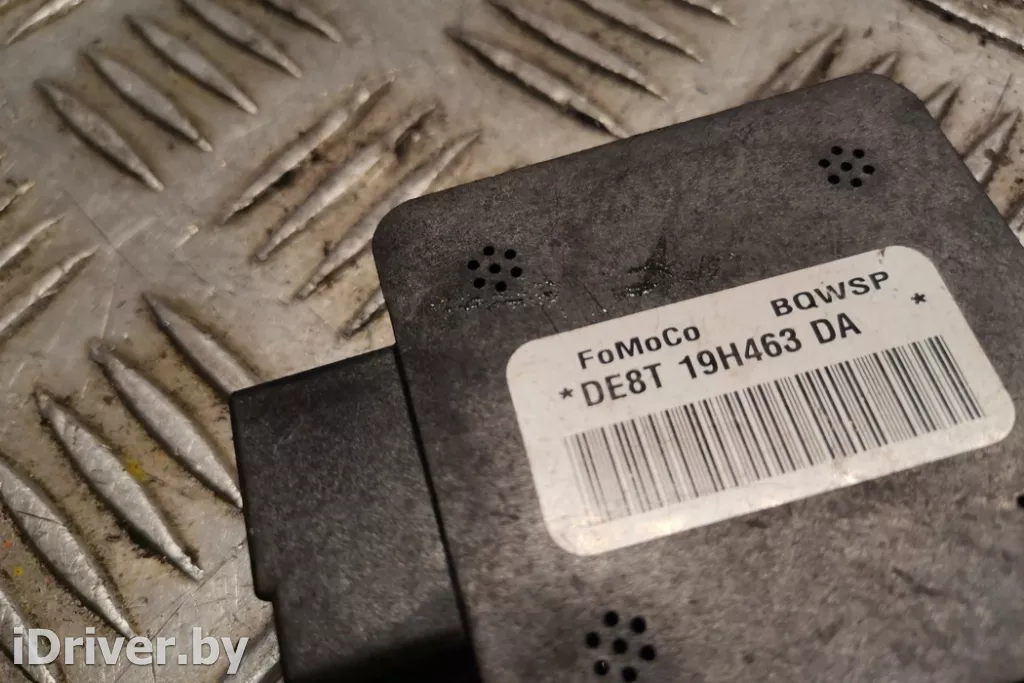 FoMoCo BQWSP
*DE8T 19H463 DA *
iDriver.by